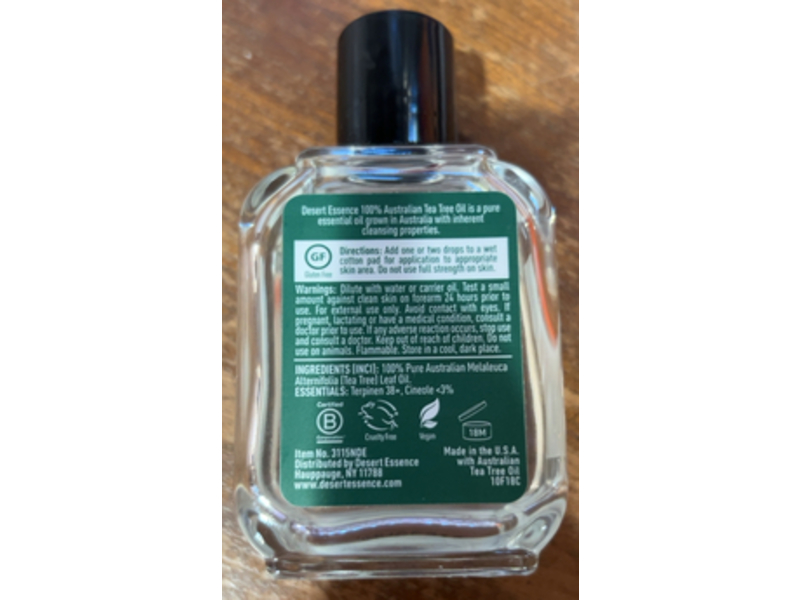 Desert Essence 100% Australian Tea Tree Oil is a pure
essential oil grown in Australia with inherent
cleansing properties.
GF
Gluten Free
Directions: Add one or two drops to a wet
cotton pad for application to appropriate
skin area. Do not use full strength on skin.
Warnings: Dilute with water or carrier oil. Test a small
amount against clean skin on forearm 24 hours prior to
use. For external use only. Avoid contact with eyes. If
pregnant, lactating or have a medical condition, consult a
doctor prior to use. If any adverse reaction occurs, stop use
and consult a doctor. Keep out of reach of children. Do not
use on animals. Flammable. Store in a cool, dark place.
INGREDIENTS (INCI): 100% Pure Australian Melaleuca
Alternifolia (Tea Tree) Leaf Oil.
ESSENTIALS: Terpinen 38+, Cineole <3%
Certified
B
Corporation
Cruelty Free
Vegan
18M
Item No. 3115NDE
Distributed by Desert Essence
Hauppauge, NY 11788
www.desertessence.com
Made in the U.S.A.
with Australian
Tea Tree Oil
10F18C